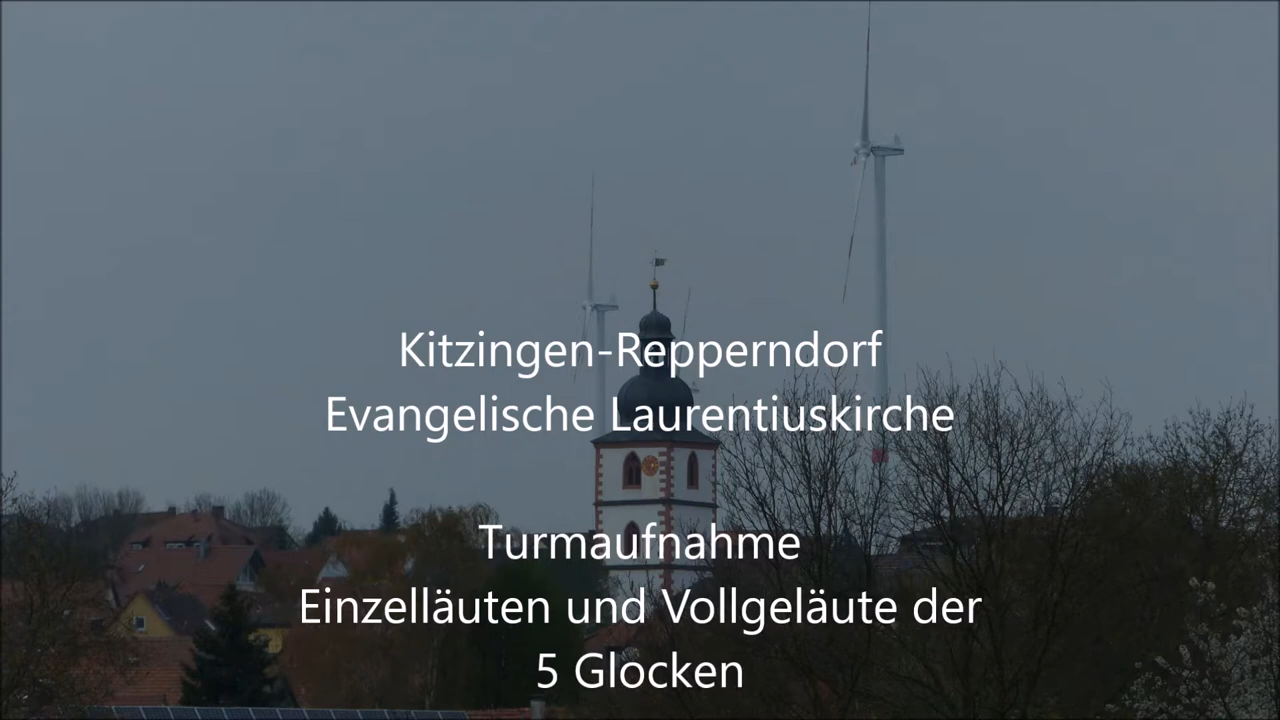 Kitzingen-Repperndorf
Evangelische Laurentiuskirche
Turmaufnahme
Einzelläuten und Vollgeläute der
5 Glocken